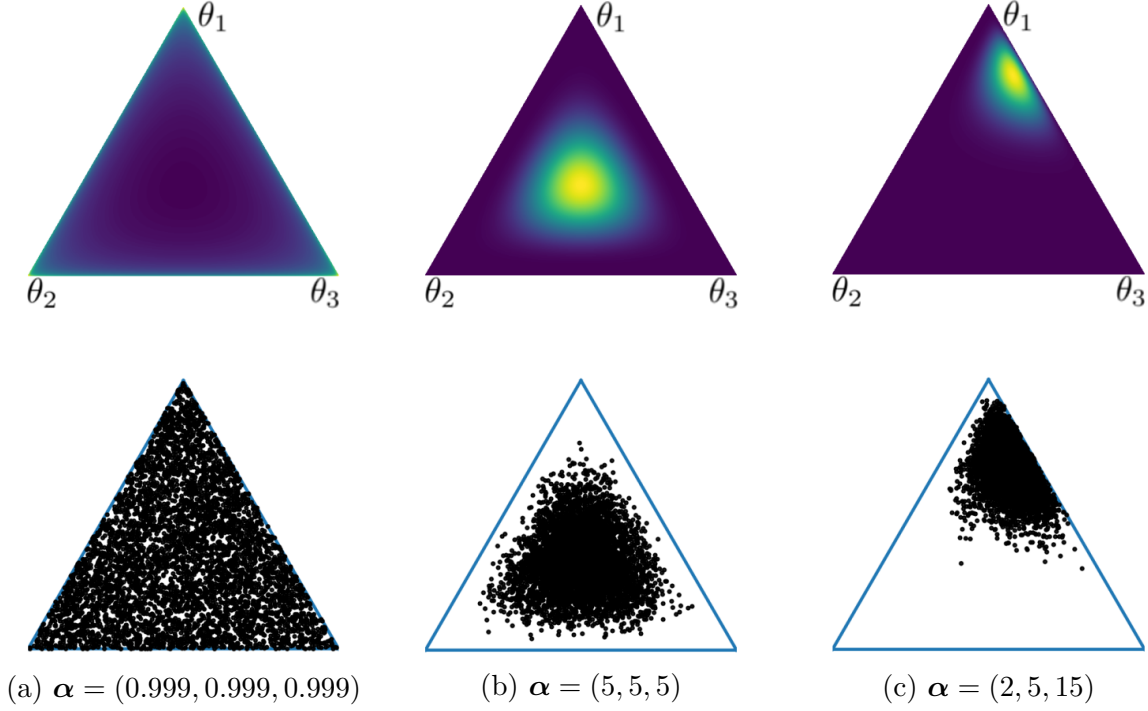 θ₁ θ₁ θ₁
θ₂ θ₃ θ₂ θ₃ θ₂ θ₃
(a) α = (0.999, 0.999, 0.999) (b) α = (5, 5, 5) (c) α = (2, 5, 15)